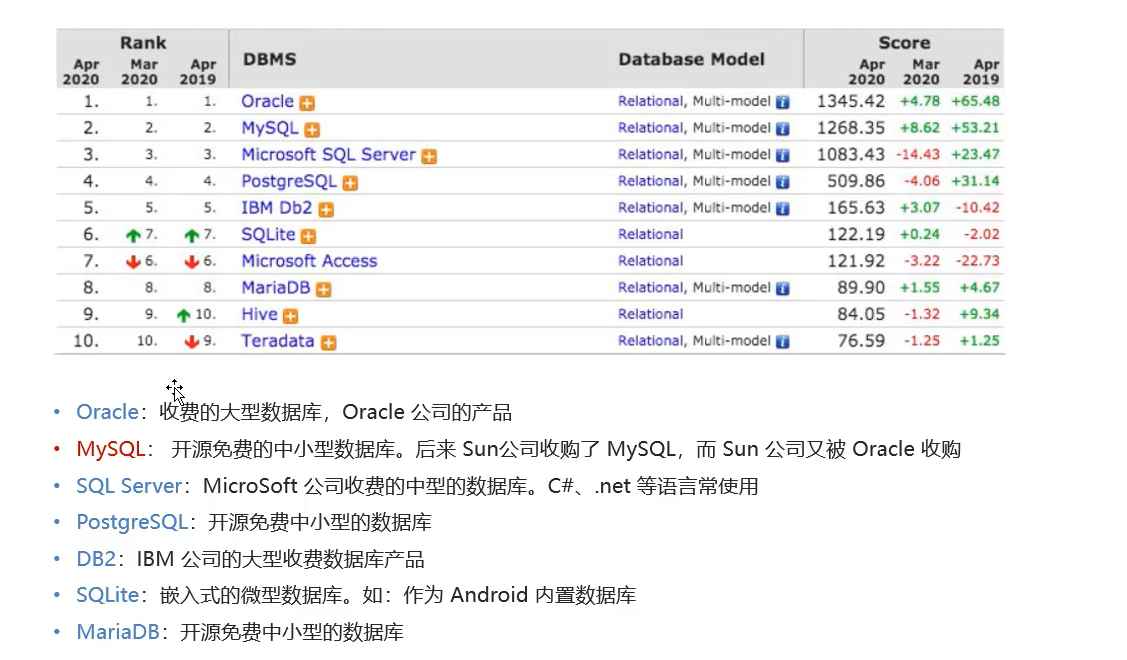 Rank Score
Apr 2020 Mar 2020 Apr 2019 DBMS Database Model Apr 2020 Mar 2020 Apr 2019
1. 1. 1. Oracle Relational, Multi-model 1345.42 +4.78 +65.48
2. 2. 2. MySQL Relational, Multi-model 1268.35 +8.62 +53.21
3. 3. 3. Microsoft SQL Server Relational, Multi-model 1083.43 -14.43 +23.47
4. 4. 4. PostgreSQL Relational, Multi-model 509.86 -4.06 +31.14
5. 5. 5. IBM Db2 Relational, Multi-model 165.63 +3.07 -10.42
6. 7. 7. SQLite Relational 122.19 +0.24 -2.02
7. 6. 6. Microsoft Access Relational 121.92 -3.22 -22.73
8. 8. 8. MariaDB Relational, Multi-model 89.90 +1.55 +4.67
9. 9. 10. Hive Relational 84.05 -1.32 +9.34
10. 10. 9. Teradata Relational, Multi-model 76.59 -1.25 +1.25
• Oracle：收费的大型数据库，Oracle 公司的产品
• MySQL： 开源免费的中小型数据库。后来 Sun公司收购了 MySQL，而 Sun 公司又被 Oracle 收购
• SQL Server：MicroSoft 公司收费的中型的数据库。C#、.net 等语言常使用
• PostgreSQL：开源免费中小型的数据库
• DB2：IBM 公司的大型收费数据库产品
• SQLite：嵌入式的微型数据库。如：作为 Android 内置数据库
• MariaDB：开源免费中小型的数据库